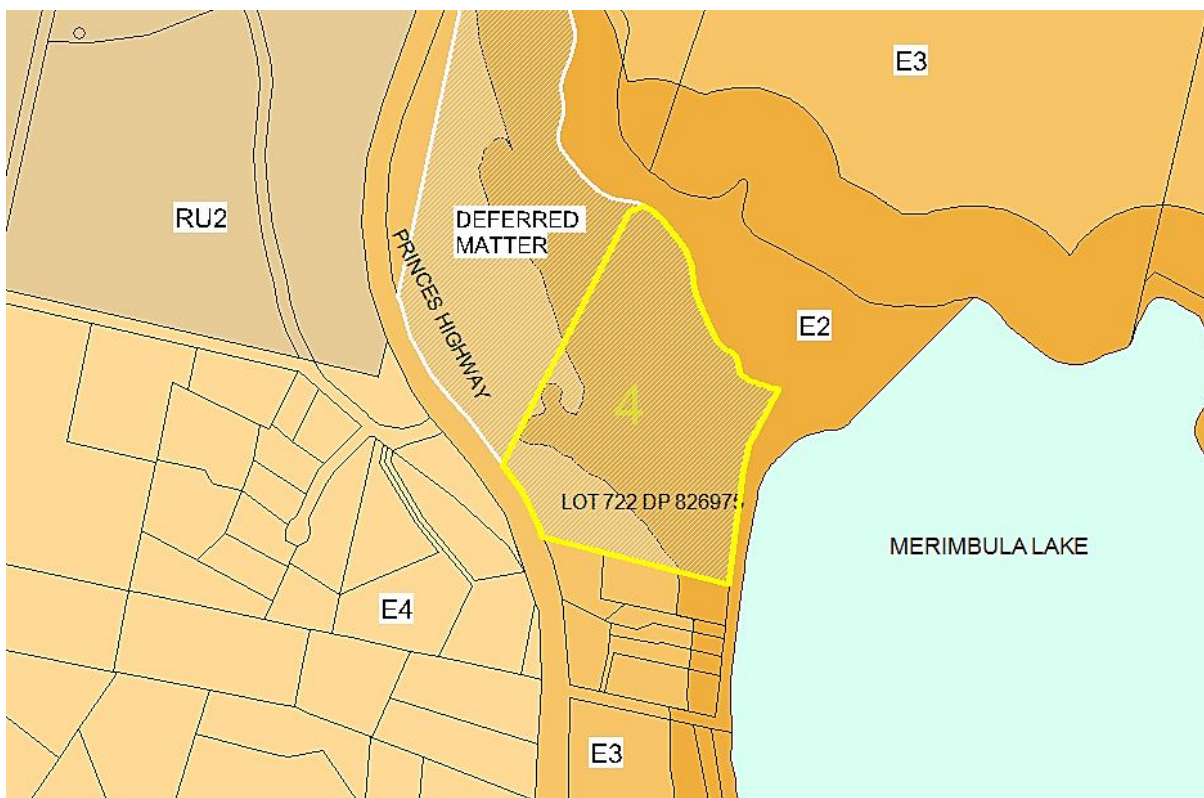 E3
RU2
DEFERRED
MATTER
PRINCES HIGHWAY
E2
4
LOT 722 DP 826975
MERIMBULA LAKE
E4
E3